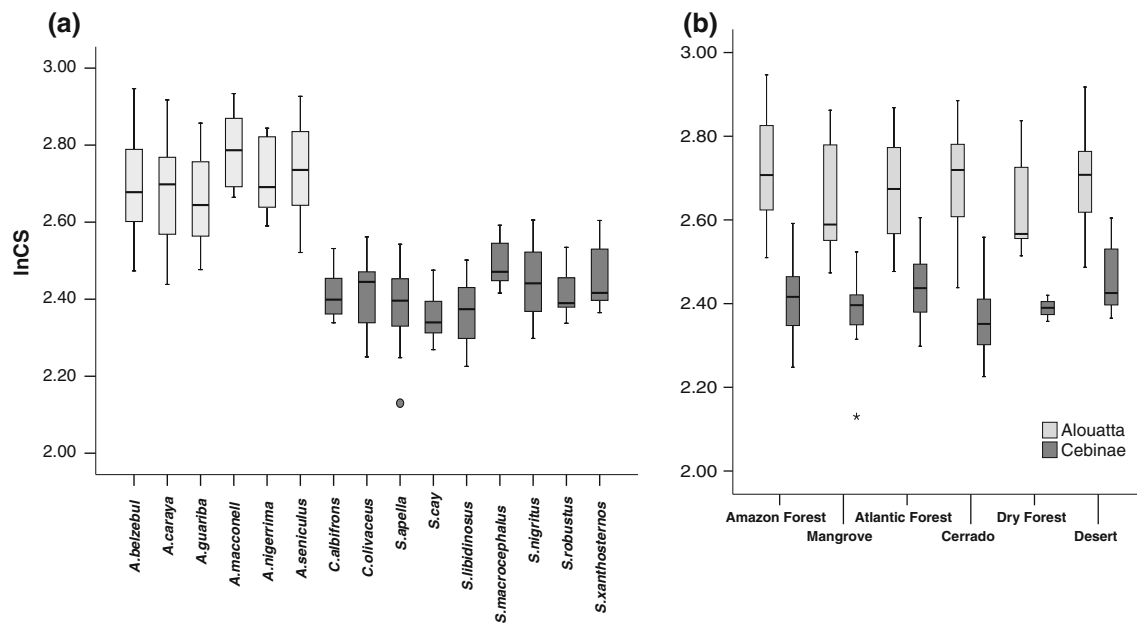 (a)
lnCS
3.00
2.80
2.60
2.40
2.20
2.00
A.belzebul
A.caraya
A.guariba
A.macconell
A.nigerrima
A.seniculus
C.albifrons
C.olivaceus
S.apella
S.cay
S.libidinosus
S.macrocephalus
S.nigritus
S.robustus
S.xanthosternos
(b)
3.00
2.80
2.60
2.40
2.20
2.00
Alouatta
Cebinae
Amazon Forest
Mangrove
Atlantic Forest
Cerrado
Dry Forest
Desert